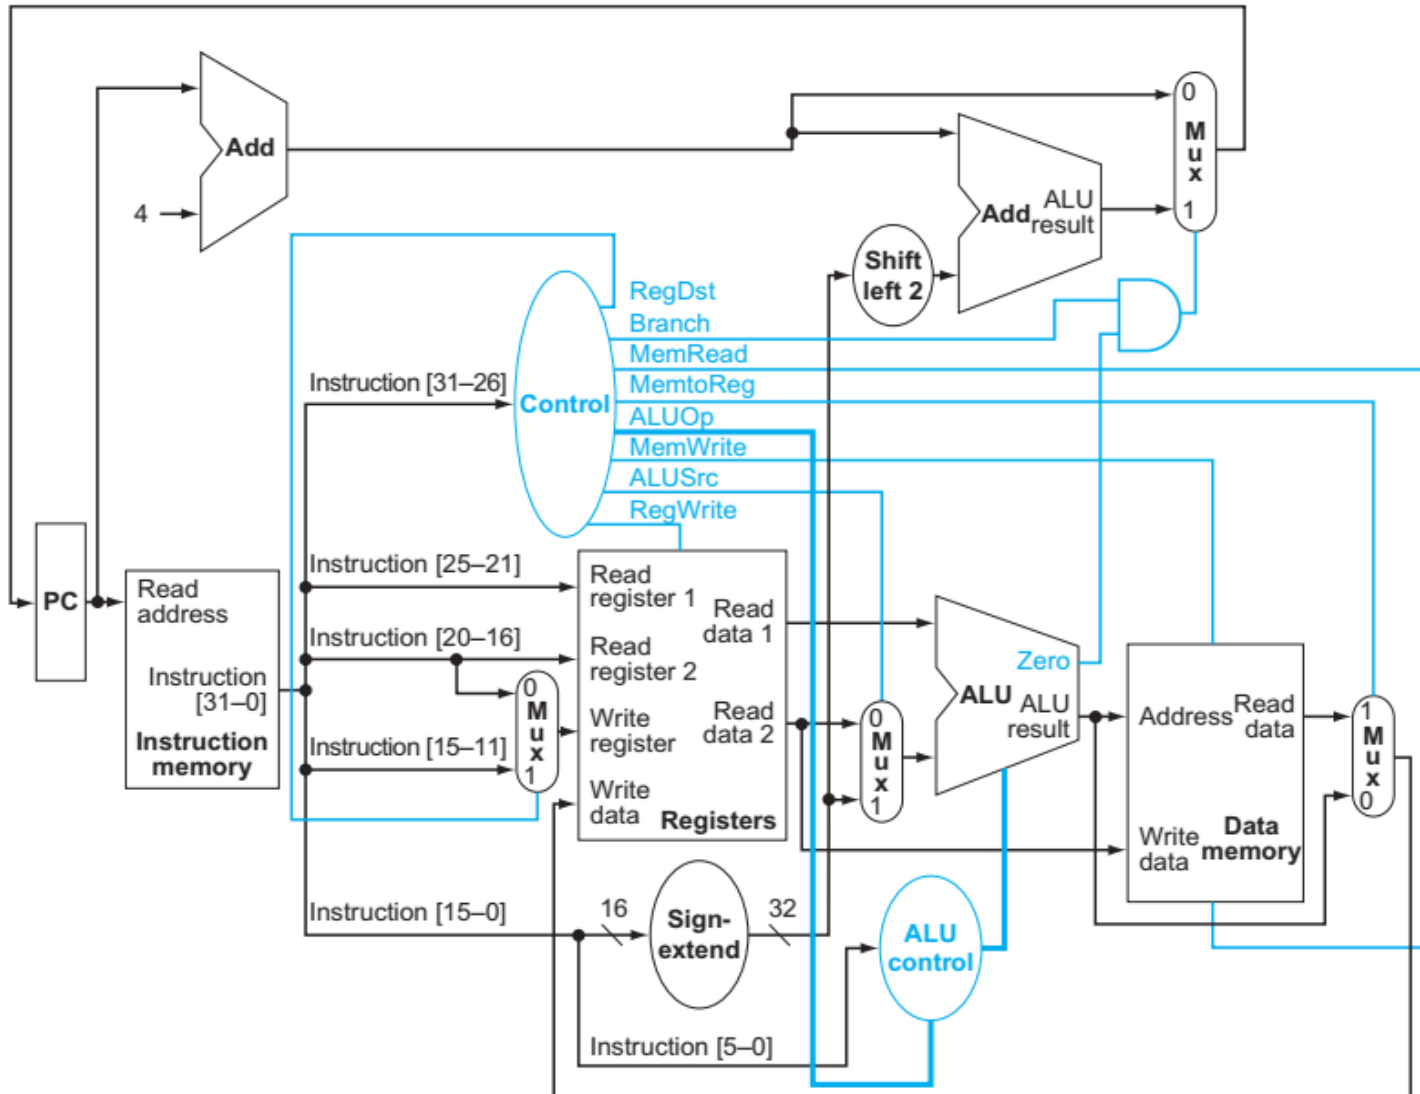 0
M
u
x
1
Add
ALU
Add result
4
Shift
left 2
RegDst
Branch
MemRead
Instruction [31–26]
MemtoReg
Control
ALUOp
MemWrite
ALUSrc
RegWrite
Instruction [25–21]
Read
register 1
Read
data 1
PC
Read
address
Instruction [20–16]
Read
register 2
Zero
Instruction
[31–0]
0
M
u
x
1
Write
register
Read
data 2
0
M
u
x
1
ALU
ALU
result
Address
Read
data
1
M
u
x
0
Instruction
memory
Instruction [15–11]
Write
data
Registers
Write
data
Data
memory
Instruction [15–0]
16
Sign-
extend
32
ALU
control
Instruction [5–0]